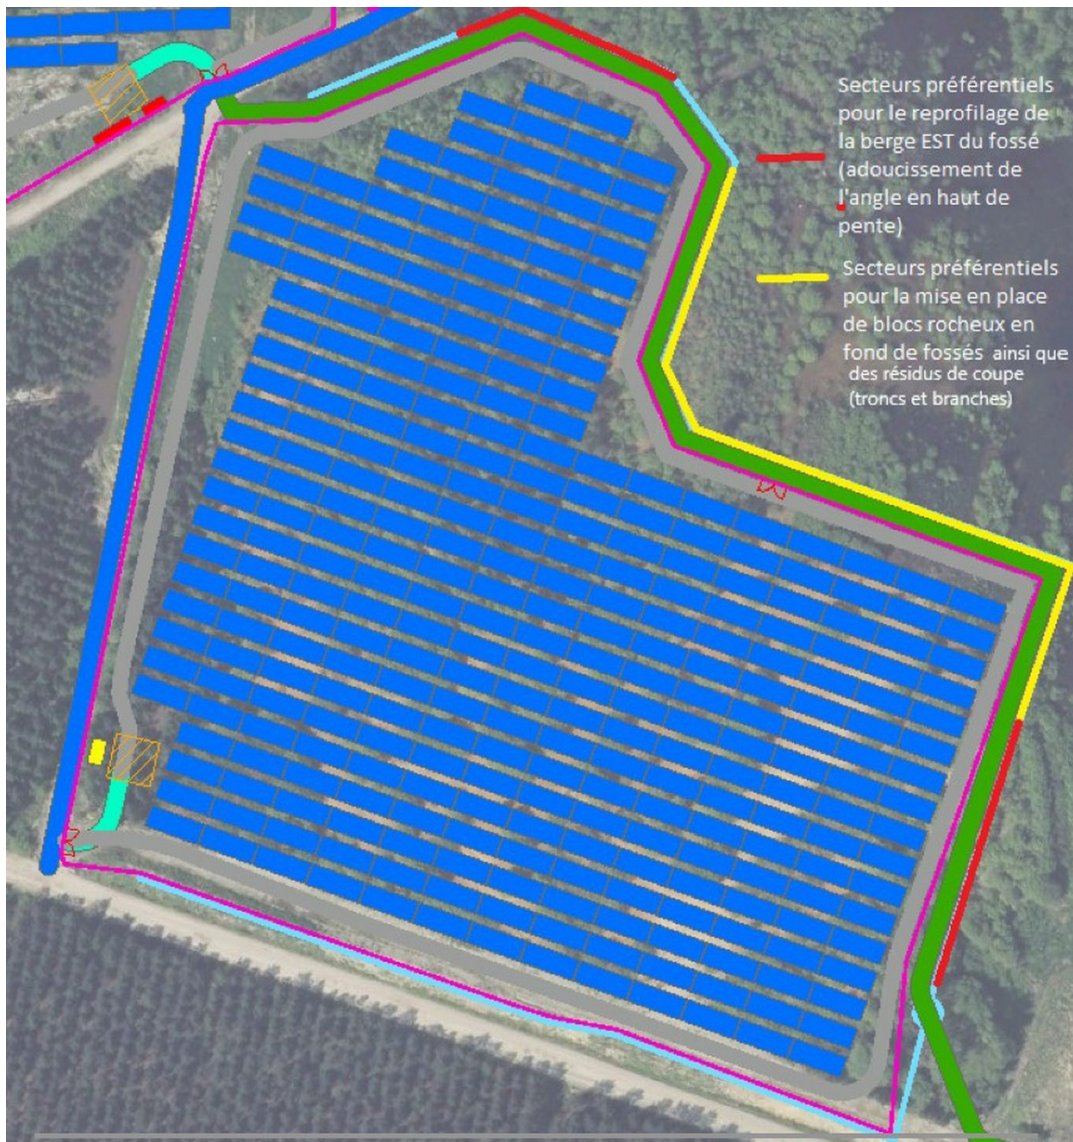 Secteurs préférentiels
pour le reprofilage de
la berge EST du fossé
(adoucissement de
l'angle en haut de
pente)
Secteurs préférentiels
pour la mise en place
de blocs rocheux en
fond de fossés ainsi que
des résidus de coupe
(troncs et branches)